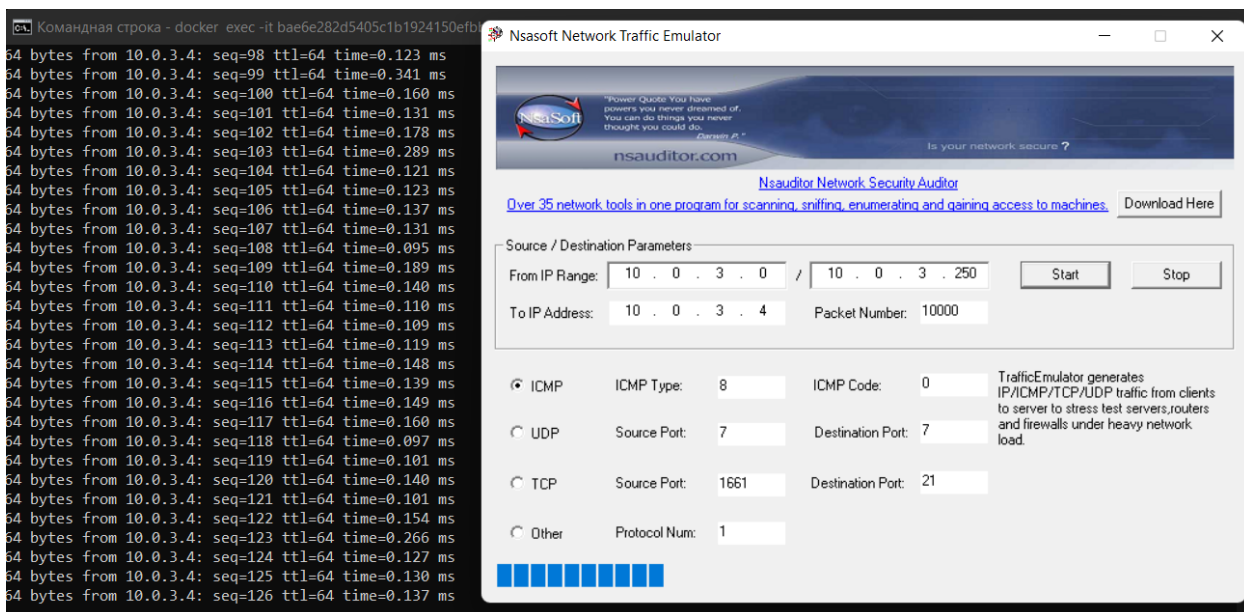 Командная строка - docker exec -it bae6e282d5405c1b1924150efb
64 bytes from 10.0.3.4: seq=98 ttl=64 time=0.123 ms
64 bytes from 10.0.3.4: seq=99 ttl=64 time=0.341 ms
64 bytes from 10.0.3.4: seq=100 ttl=64 time=0.160 ms
64 bytes from 10.0.3.4: seq=101 ttl=64 time=0.131 ms
64 bytes from 10.0.3.4: seq=102 ttl=64 time=0.178 ms
64 bytes from 10.0.3.4: seq=103 ttl=64 time=0.289 ms
64 bytes from 10.0.3.4: seq=104 ttl=64 time=0.121 ms
64 bytes from 10.0.3.4: seq=105 ttl=64 time=0.123 ms
64 bytes from 10.0.3.4: seq=106 ttl=64 time=0.137 ms
64 bytes from 10.0.3.4: seq=107 ttl=64 time=0.131 ms
64 bytes from 10.0.3.4: seq=108 ttl=64 time=0.095 ms
64 bytes from 10.0.3.4: seq=109 ttl=64 time=0.189 ms
64 bytes from 10.0.3.4: seq=110 ttl=64 time=0.140 ms
64 bytes from 10.0.3.4: seq=111 ttl=64 time=0.110 ms
64 bytes from 10.0.3.4: seq=112 ttl=64 time=0.109 ms
64 bytes from 10.0.3.4: seq=113 ttl=64 time=0.119 ms
64 bytes from 10.0.3.4: seq=114 ttl=64 time=0.148 ms
64 bytes from 10.0.3.4: seq=115 ttl=64 time=0.139 ms
64 bytes from 10.0.3.4: seq=116 ttl=64 time=0.149 ms
64 bytes from 10.0.3.4: seq=117 ttl=64 time=0.160 ms
64 bytes from 10.0.3.4: seq=118 ttl=64 time=0.097 ms
64 bytes from 10.0.3.4: seq=119 ttl=64 time=0.101 ms
64 bytes from 10.0.3.4: seq=120 ttl=64 time=0.140 ms
64 bytes from 10.0.3.4: seq=121 ttl=64 time=0.101 ms
64 bytes from 10.0.3.4: seq=122 ttl=64 time=0.154 ms
64 bytes from 10.0.3.4: seq=123 ttl=64 time=0.266 ms
64 bytes from 10.0.3.4: seq=124 ttl=64 time=0.127 ms
64 bytes from 10.0.3.4: seq=125 ttl=64 time=0.130 ms
64 bytes from 10.0.3.4: seq=126 ttl=64 time=0.137 ms
Nsasoft Network Traffic Emulator
NsaSoft
"Power Quote You have
powers you never dreamed of.
You can do things you never
thought you could do.
Darwin P."
nsauditor.com
Is your network secure ?
Nsauditor Network Security Auditor
Over 35 network tools in one program for scanning, sniffing, enumerating and gaining access to machines.
Download Here
Source / Destination Parameters
From IP Range: 10 . 0 . 3 . 0 / 10 . 0 . 3 . 250 Start Stop
To IP Address: 10 . 0 . 3 . 4 Packet Number: 10000
ICMP ICMP Type: 8 ICMP Code: 0
UDP Source Port: 7 Destination Port: 7
TCP Source Port: 1661 Destination Port: 21
Other Protocol Num: 1
TrafficEmulator generates
IP/ICMP/TCP/UDP traffic from clients
to server to stress test servers,routers
and firewalls under heavy network
load.